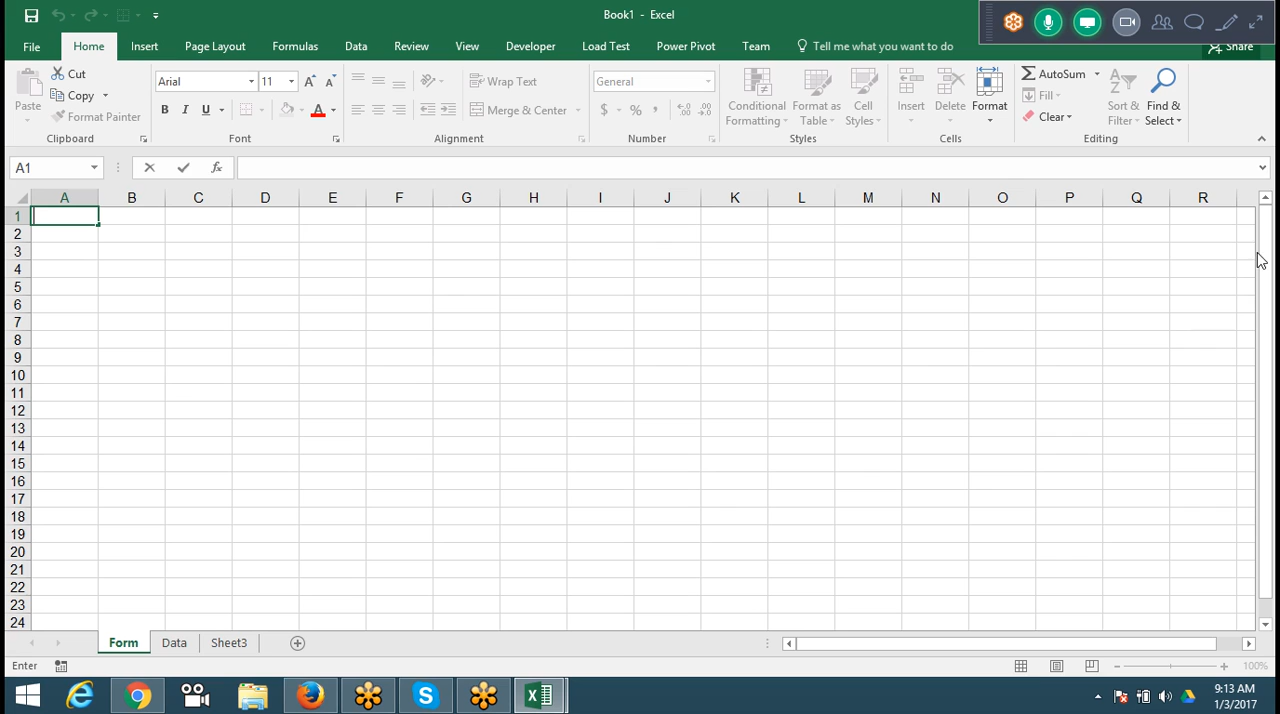 Book1 - Excel
File Home Insert Page Layout Formulas Data Review View Develope Load Test Power Pivot Team Tell me what you want to do Share
Cut
Copy
Format Painter
Paste
Clipboard
Arial 11
B I U A
Font
Wrap Text
Merge & Center
Alignment
General
$ % ,
Number
Conditional Formatting
Format as Table
Cell Styles
Styles
Insert Delete Format
Cells
AutoSum
Fill
Clear
Sort & Filter
Find & Select
Editing
A1 fx
A B C D E F G H I J K L M N O P Q R
1
2
3
4
5
6
7
8
9
10
11
12
13
14
15
16
17
18
19
20
21
22
23
24
Form Data Sheet3
Enter 100%
9:13 AM
1/3/2017